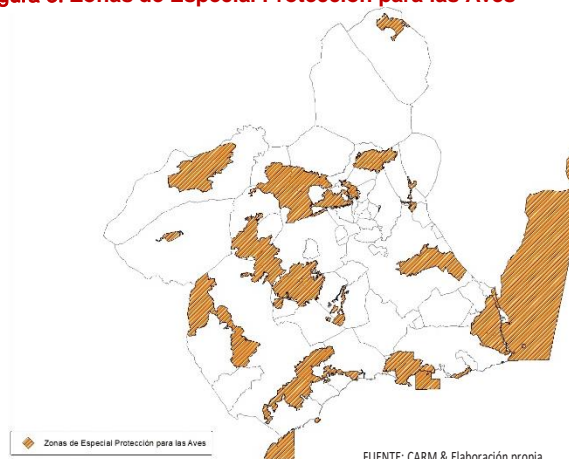 Zonas de Especial Protección para las Aves
Zonas de Especial Protección para las Aves
FUENTE: CARM & Elaboración propia